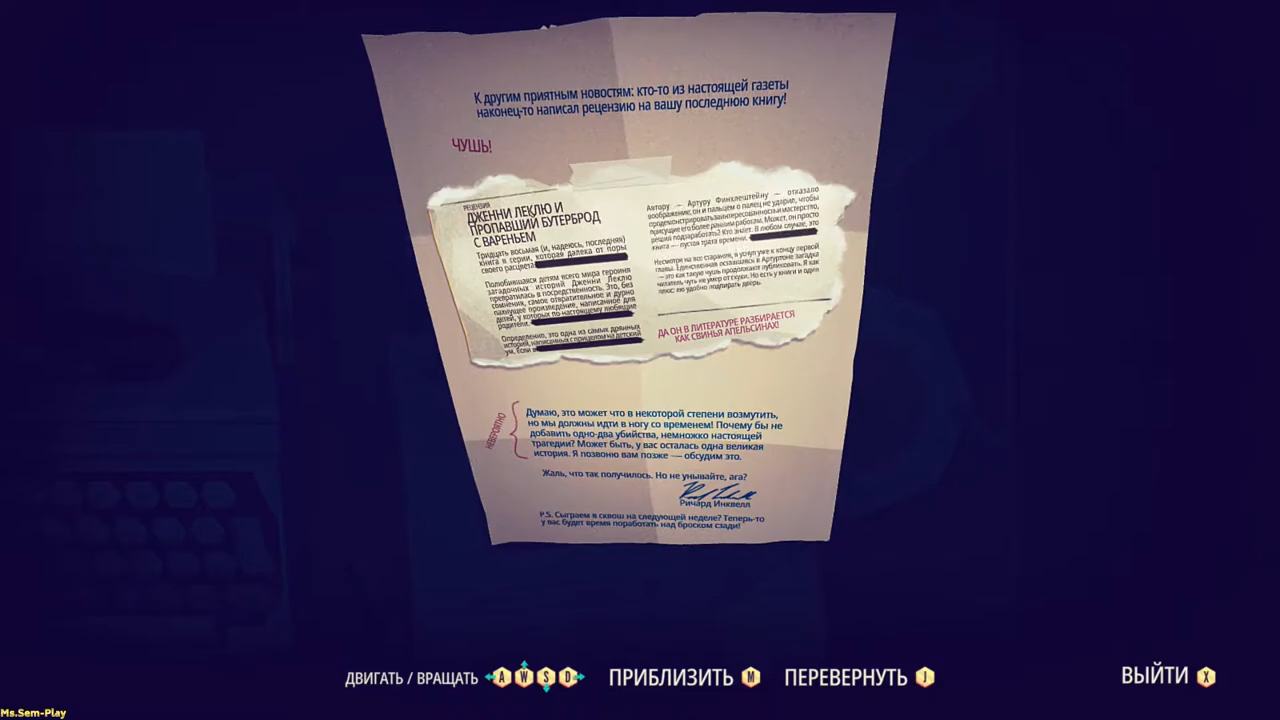 К другим приятным новостям: кто-то из настоящей газеты
наконец-то написал рецензию на вашу последнюю книгу!
ЧУШЬ!
РЕЦЕНЗИЯ
ДЖЕННИ ЛЕКЛЮ И
ПРОПАВШИЙ БУТЕРБРОД
С ВАРЕНЬЕМ
Тридцать восьмая (и, надеюсь, последняя)
книга в серии, которая далека от поры
своего расцвета
Полюбившаяся детям всего мира героиня
загадочных историй Дженни Леклю
превратилась в посредственность. Это, без
сомнения, самое отвратительное и дурно
пахнущее произведение, написанное для
детей, у которых по-настоящему любящие
родители.
Определенно, это одна из самых дрянных
историй, написанных с прицелом на детский
ум. Если в
Автору — Артуру Финклештейну — отказало
воображение; он и пальцем о палец не ударил, чтобы
продемонстрировать заинтересованность и мастерство,
присущие его более ранним работам. Может, он просто
решил подзаработать? Кто знает. В любом случае, это
книга — пустая трата времени.
Несмотря на все старания, я уснул уже к концу первой
главы. Единственная оставшаяся в Артуртоне загадка
— это как такую чушь продолжают публиковать. Я как
читатель чуть не умер от скуки. Но есть у книги и один
плюс: ею удобно подпирать дверь.
ДА ОН В ЛИТЕРАТУРЕ РАЗБИРАЕТСЯ
КАК СВИНЬЯ В АПЕЛЬСИНАХ!
НЕВЕРОЯТНО
Думаю, это может что в некоторой степени возмутить,
но мы должны идти в ногу со временем! Почему бы не
добавить одно-два убийства, немножко настоящей
трагедии? Может быть, у вас осталась одна великая
история. Я позвоню вам позже — обсудим это.
Жаль, что так получилось. Но не унывайте, ага?
Ричард Инквелл
P.S. Сыграем в сквош на следующей неделе? Теперь-то
у вас будет время поработать над броском сзади!
ДВИГАТЬ / ВРАЩАТЬ A W S D ПРИБЛИЗИТЬ M ПЕРЕВЕРНУТЬ J ВЫЙТИ X
Ms.Sem-Play